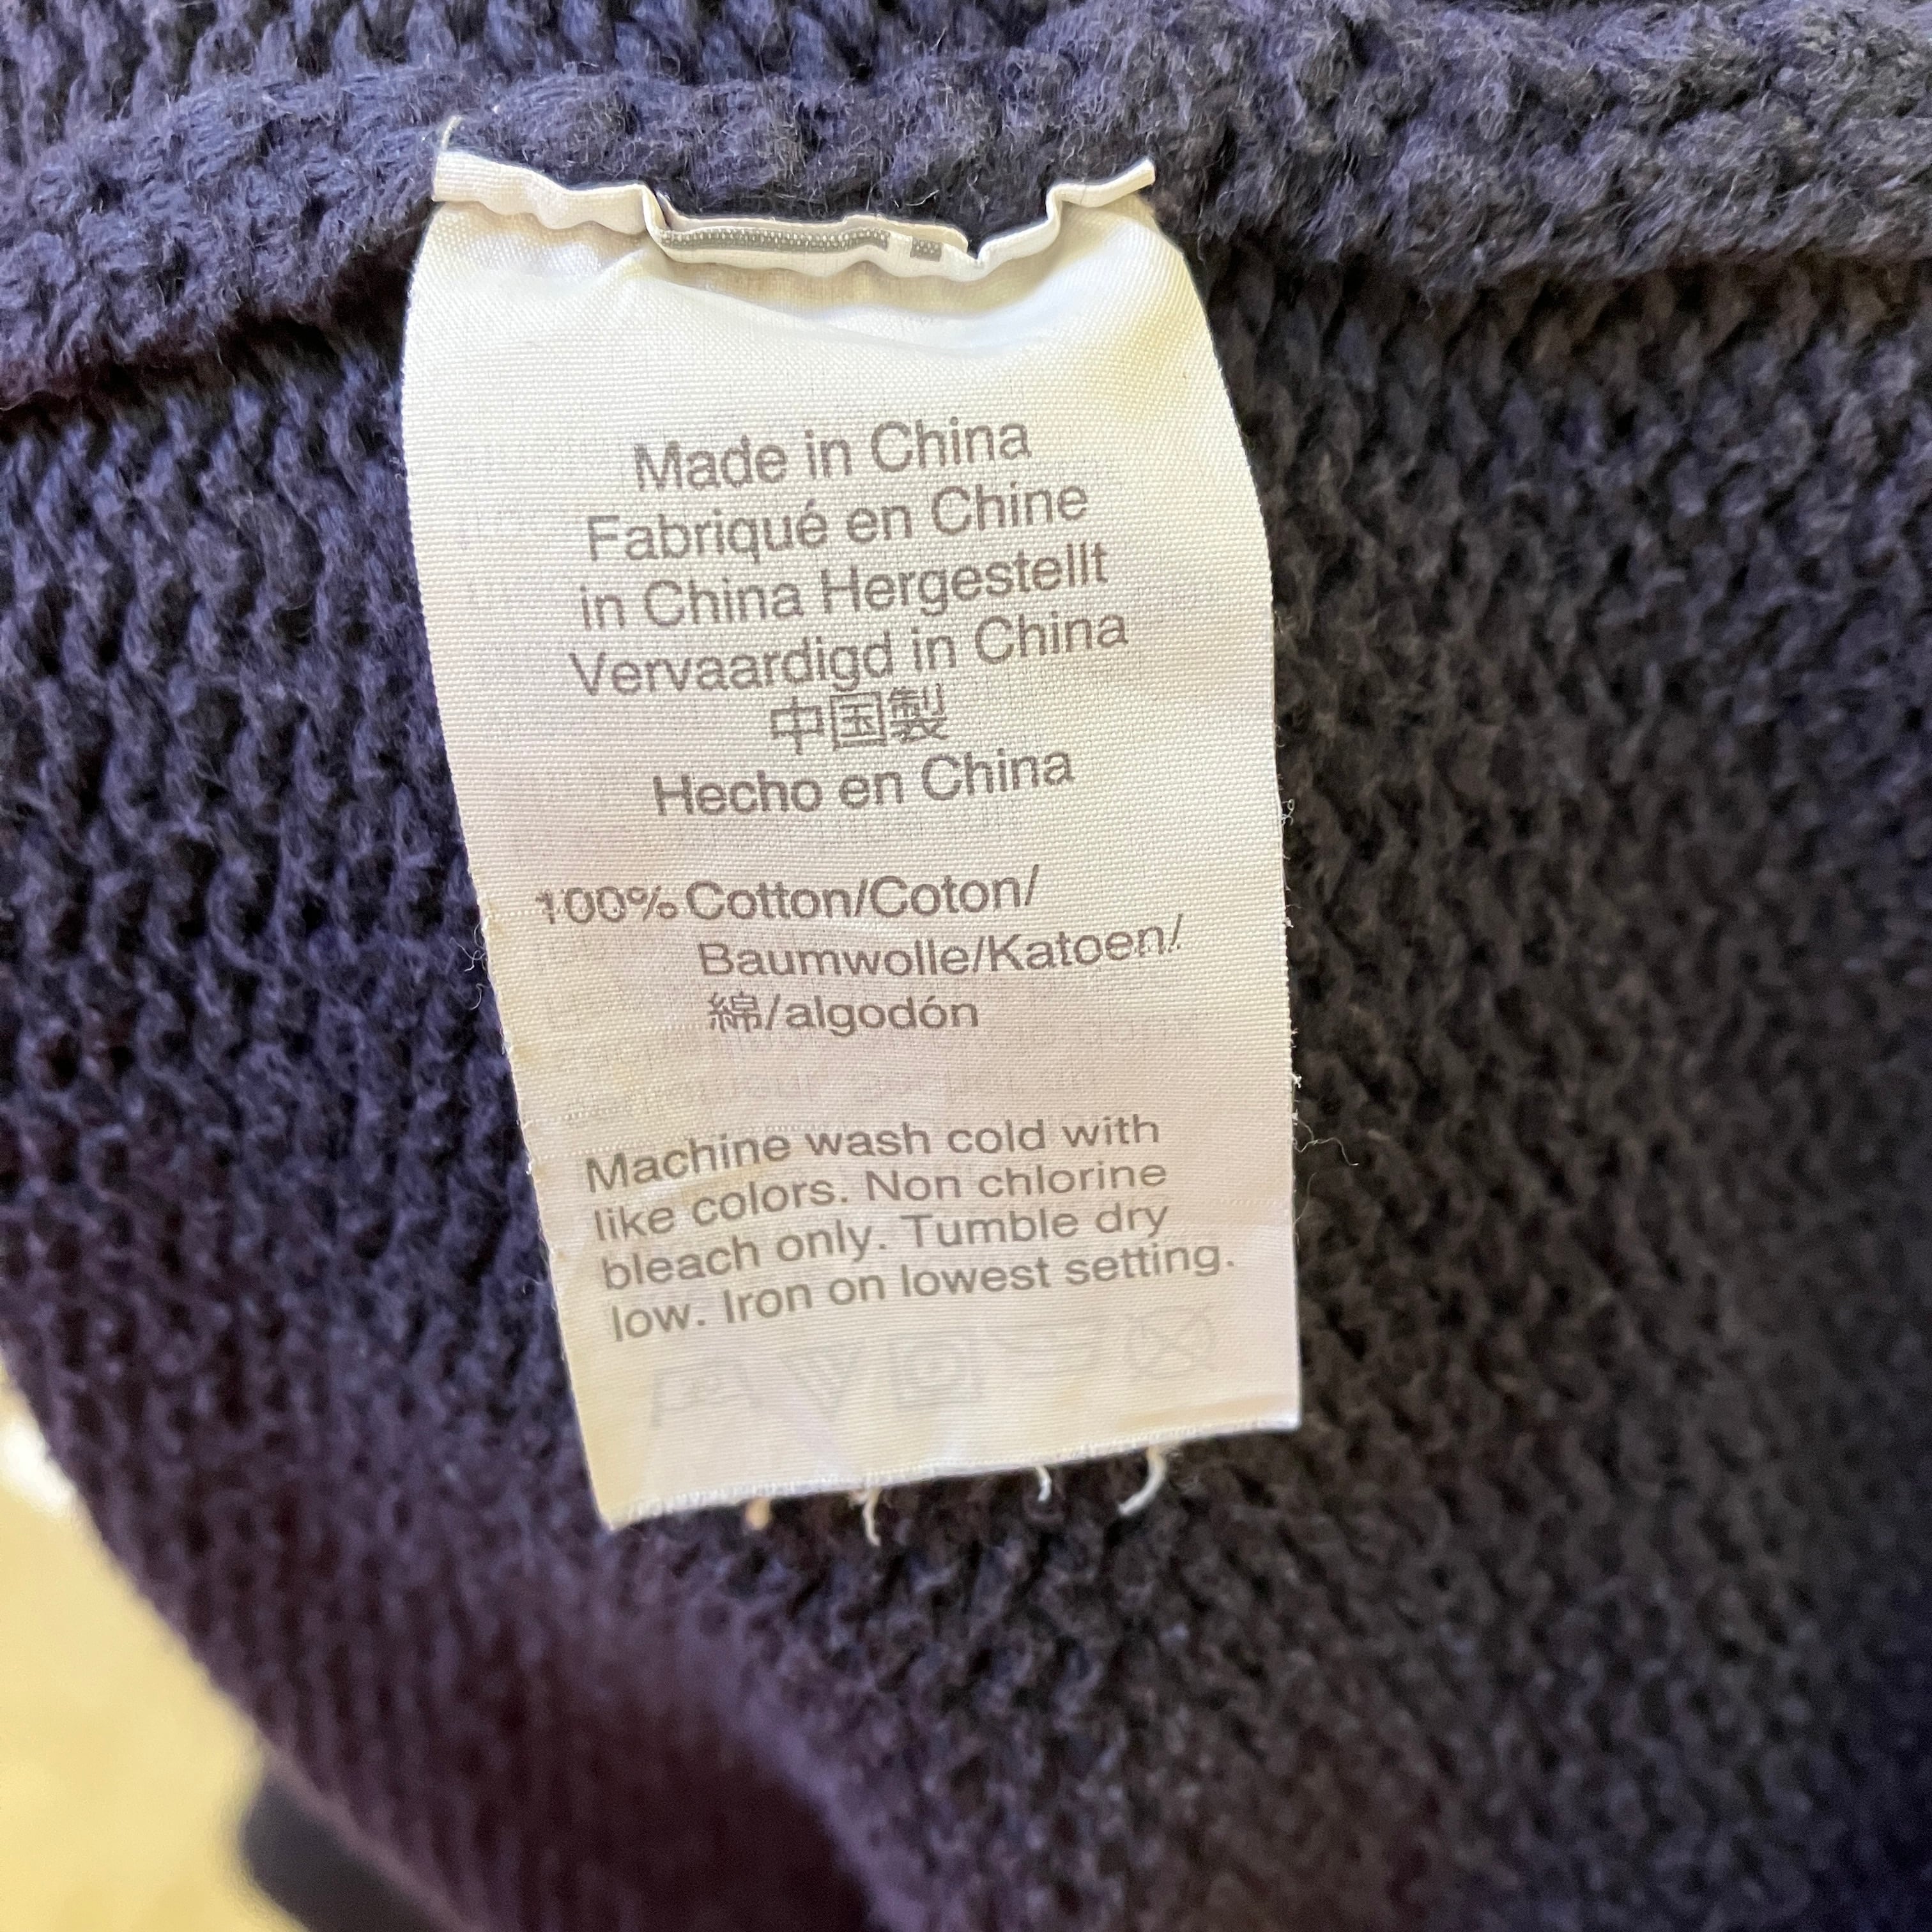 Made in China
Fabriqué en Chine
in China Hergestellt
Vervaardigd in China
中国製
Hecho en China
100% Cotton/Coton/
Baumwolle/Katoen/
綿/algodón
Machine wash cold with
like colors. Non chlorine
bleach only. Tumble dry
low. Iron on lowest setting.